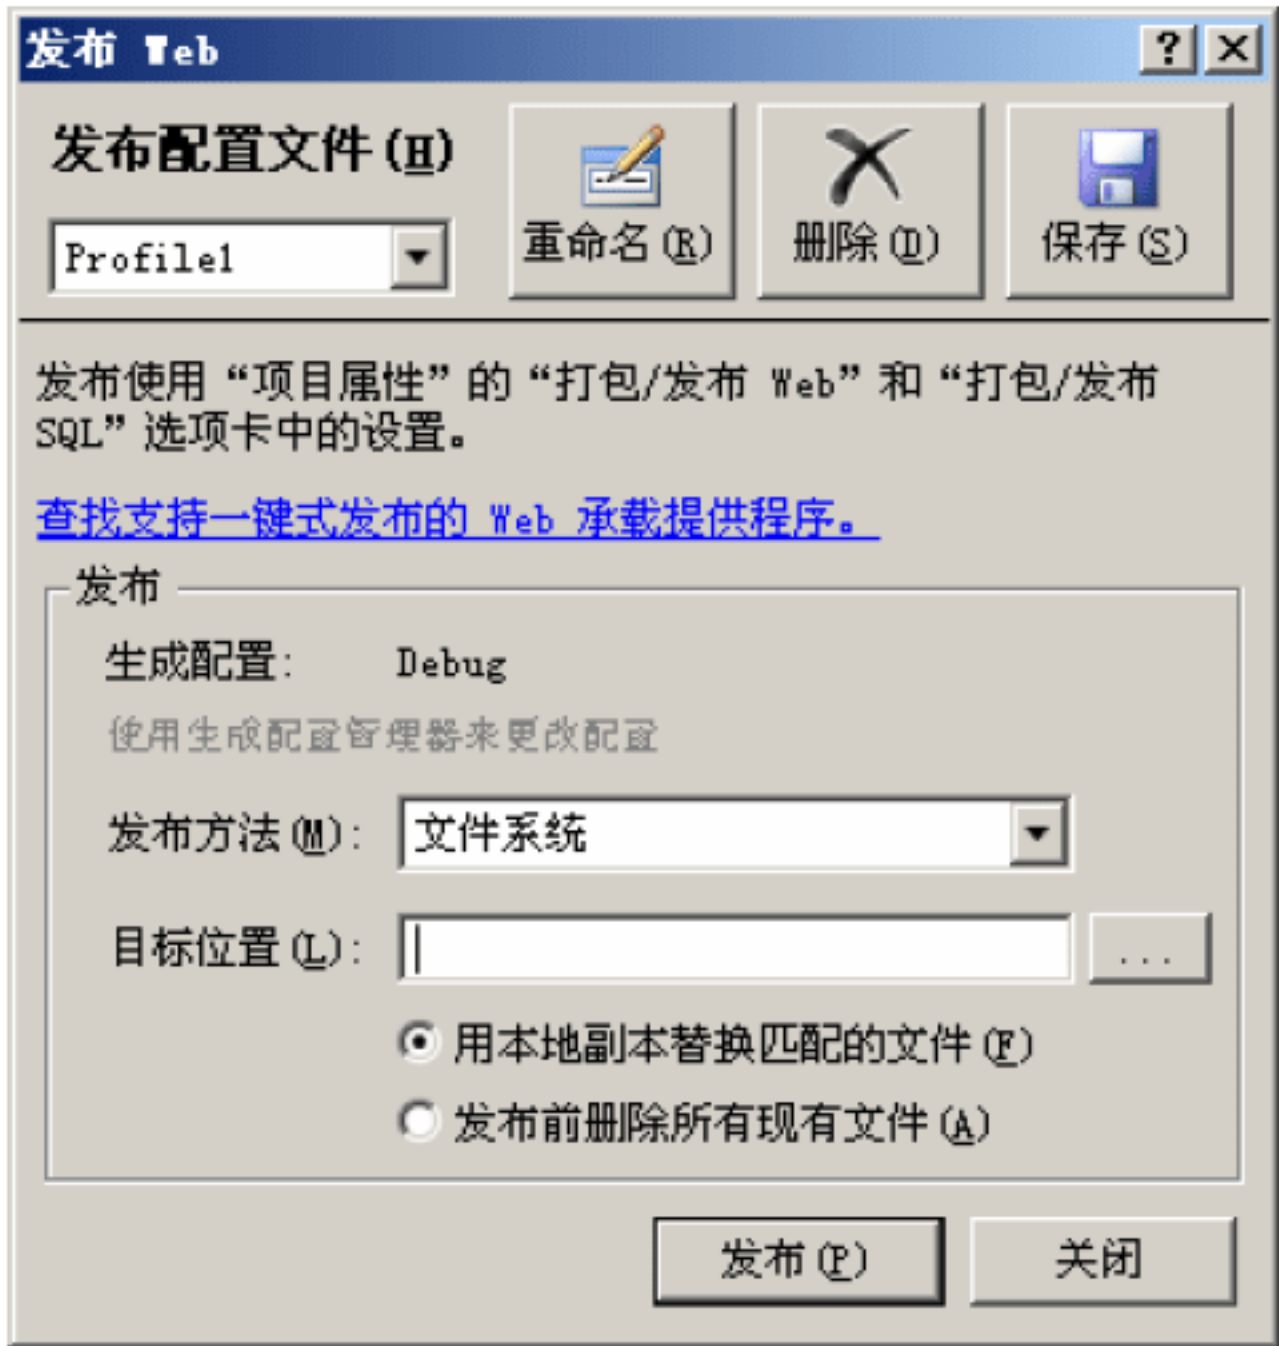 发布 Web
发布配置文件(H)
Profile1
重命名(R)
删除(D)
保存(S)
发布使用“项目属性”的“打包/发布 Web”和“打包/发布
SQL”选项卡中的设置。
查找支持一键式发布的 Web 承载提供程序。
发布
生成配置: Debug
使用生成配置管理器来更改配置
发布方法(M): 文件系统
目标位置(L): ...
用本地副本替换匹配的文件(F)
发布前删除所有现有文件(A)
发布(P)
关闭